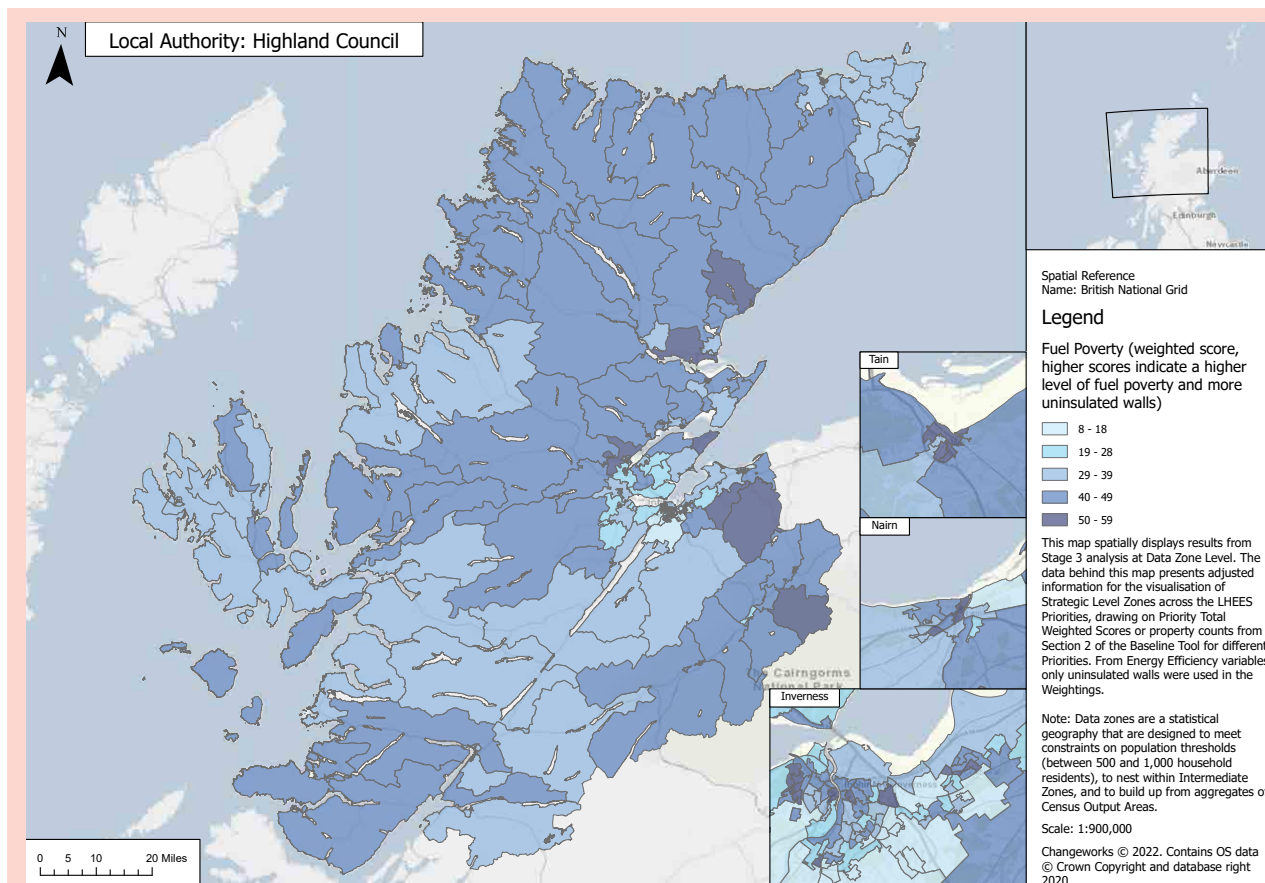 Local Authority: Highland Council
N
Aberdeen
Edinburgh
Newcastle
Spatial Reference
Name: British National Grid
Legend
Fuel Poverty (weighted score,
higher scores indicate a higher
level of fuel poverty and more
uninsulated walls)
8 - 18
19 - 28
29 - 39
40 - 49
50 - 59
This map spatially displays results from
Stage 3 analysis at Data Zone Level. The
data behind this map presents adjusted
information for the visualisation of
Strategic Level Zones across the LHEES
Priorities, drawing on Priority Total
Weighted Scores or property counts from
Section 2 of the Baseline Tool for different
Priorities. From Energy Efficiency variables
only uninsulated walls were used in the
Weightings.
Note: Data zones are a statistical
geography that are designed to meet
constraints on population thresholds
(between 500 and 1,000 household
residents), to nest within Intermediate
Zones, and to build up from aggregates of
Census Output Areas.
Scale: 1:900,000
Changeworks © 2022. Contains OS data
© Crown Copyright and database right
2020
Tain
Nairn
Inverness
The Cairngorms
National Park
0 5 10 20 Miles